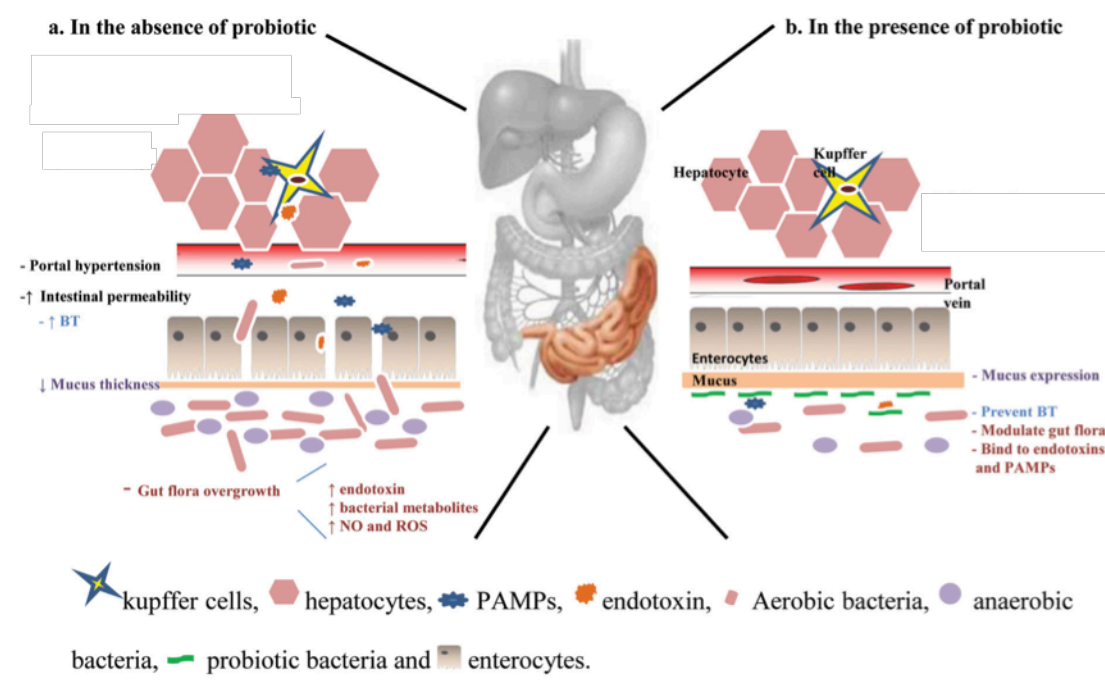 a. In the absence of probiotic
- Portal hypertension
-↑ Intestinal permeability
- ↑ BT
↓ Mucus thickness
- Gut flora overgrowth
↑ endotoxin
↑ bacterial metabolites
↑ NO and ROS
b. In the presence of probiotic
Hepatocyte
Kupffer
cell
Portal
vein
Enterocytes
Mucus
- Mucus expression
- Prevent BT
- Modulate gut flora
- Bind to endotoxins
and PAMPs
kupffer cells, hepatocytes, PAMPs, endotoxin, Aerobic bacteria, anaerobic
bacteria, probiotic bacteria and enterocytes.